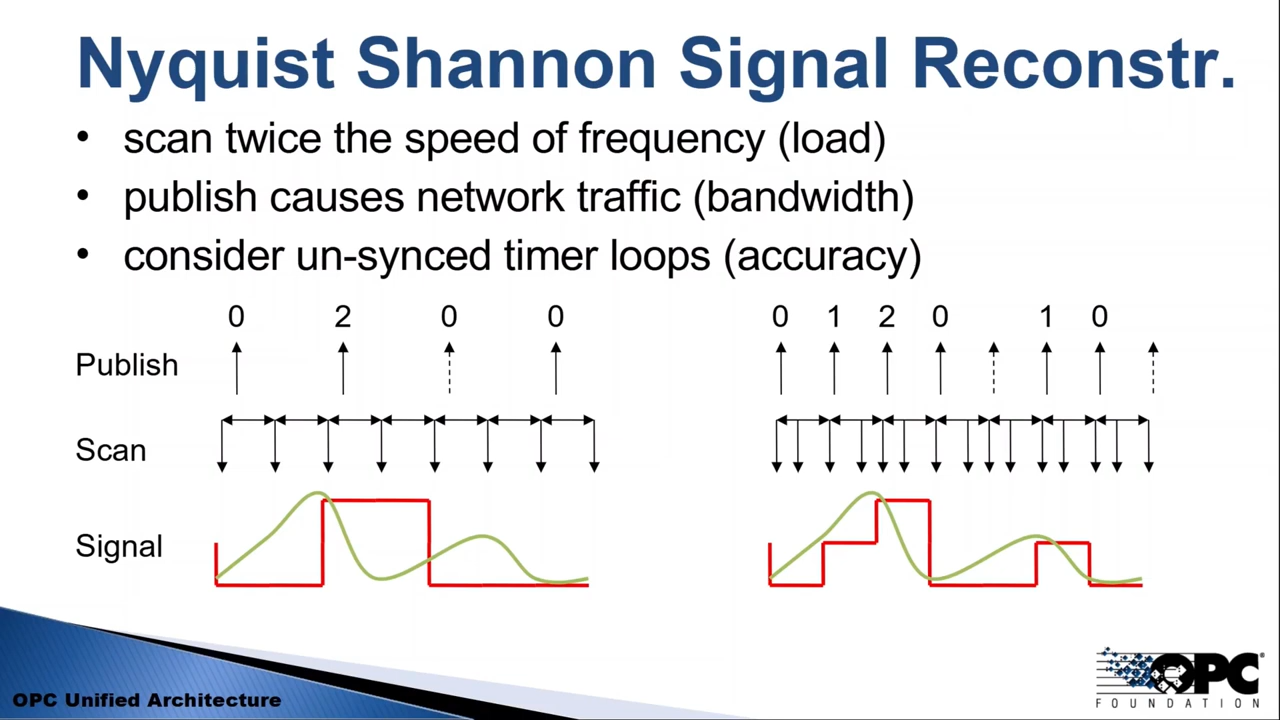 Nyquist Shannon Signal Reconstr.
• scan twice the speed of frequency (load)
• publish causes network traffic (bandwidth)
• consider un-synced timer loops (accuracy)
0 2 0 0 0 1 2 0 1 0
Publish
Scan
Signal
OPC Unified Architecture
OPC®
FOUNDATION